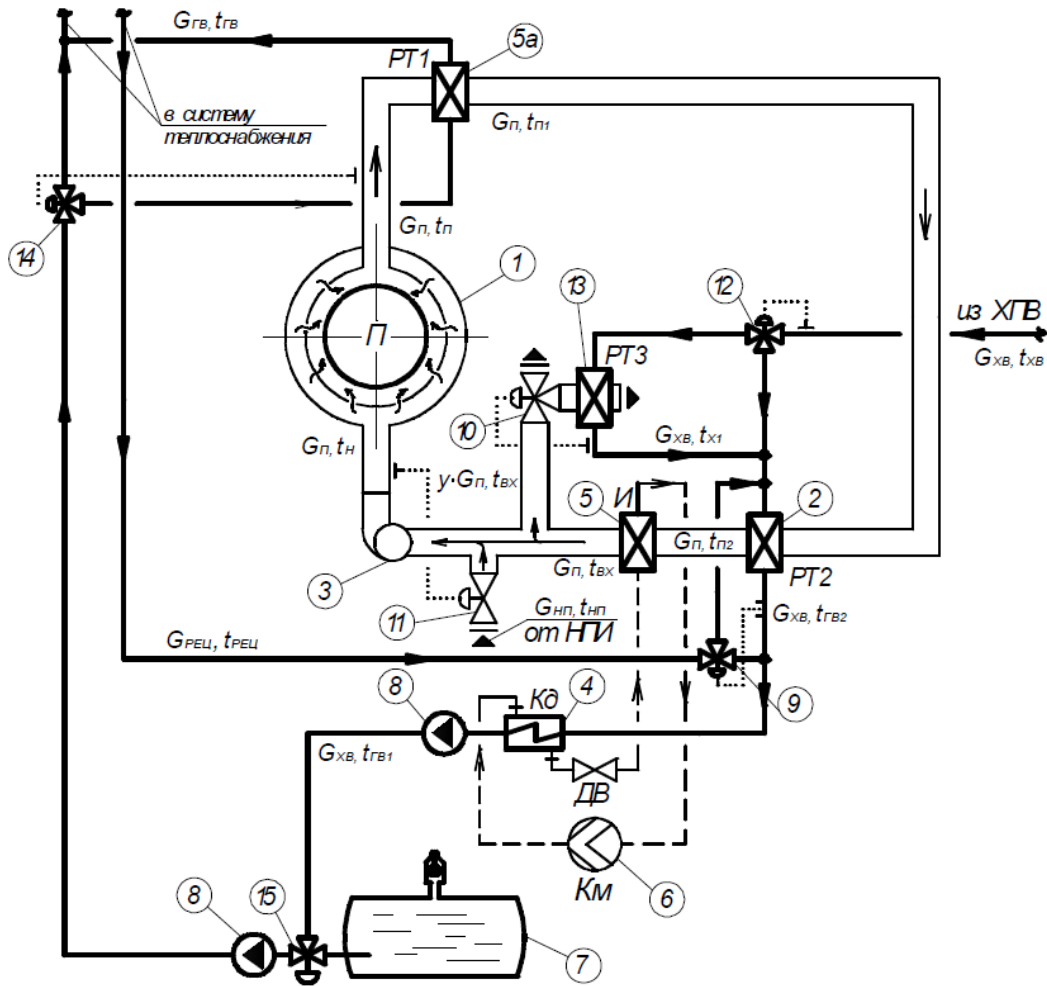 Gгв, tгв
РТ1
5а
в систему
теплоснабжения
Gп, tп1
14
Gп, tп
1
13
12
из ХПВ
П
РТ3
Gхв, tхв
10
Gп, tн
Gхв, tх1
y·Gп, tвх
5
И
2
Gп, tп2
3
Gп, tвх
РТ2
11
Gнп, tнп
от НПИ
Gхв, tгв2
Gрец, tрец
8
Кд
4
9
Gхв, tгв1
ДВ
Км
6
8
15
7